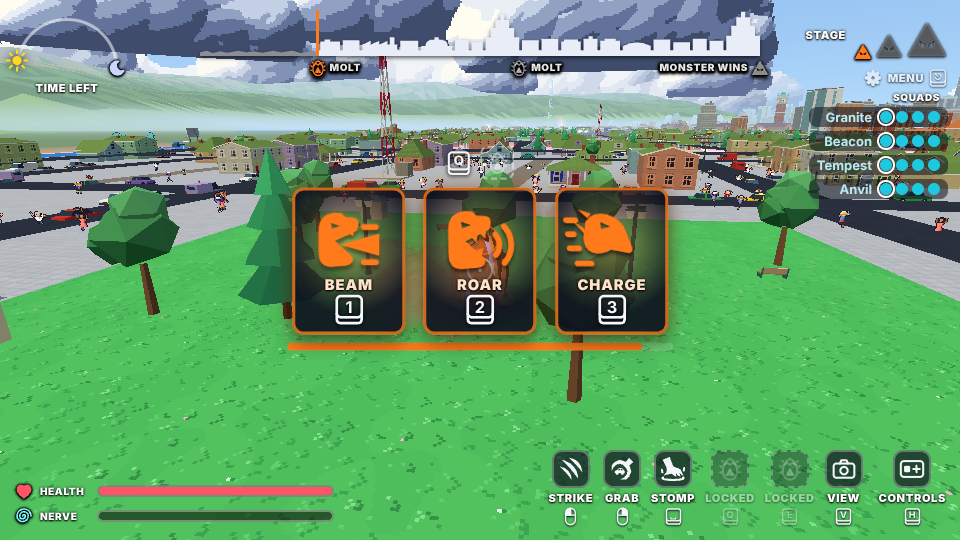 STAGE
MOLT
MOLT
MONSTER WINS
MENU
TIME LEFT
SQUADS
Granite
Beacon
Tempest
Anvil
Q
BEAM
ROAR
CHARGE
1
2
3
HEALTH
NERVE
STRIKE
GRAB
STOMP
LOCKED
LOCKED
VIEW
CONTROLS
Q
E
V
H